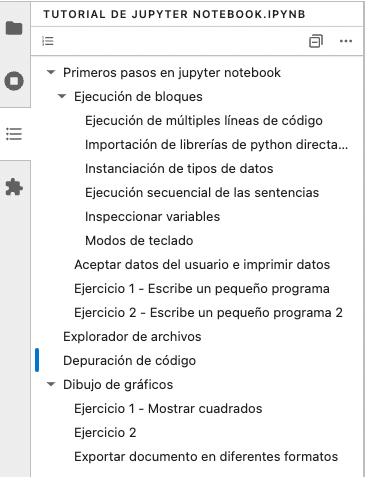 TUTORIAL DE JUPYTER NOTEBOOK.IPYNB
Primeros pasos en jupyter notebook
Ejecución de bloques
Ejecución de múltiples líneas de código
Importación de librerías de python directa...
Instanciación de tipos de datos
Ejecución secuencial de las sentencias
Inspeccionar variables
Modos de teclado
Aceptar datos del usuario e imprimir datos
Ejercicio 1 - Escribe un pequeño programa
Ejercicio 2 - Escribe un pequeño programa 2
Explorador de archivos
Depuración de código
Dibujo de gráficos
Ejercicio 1 - Mostrar cuadrados
Ejercicio 2
Exportar documento en diferentes formatos